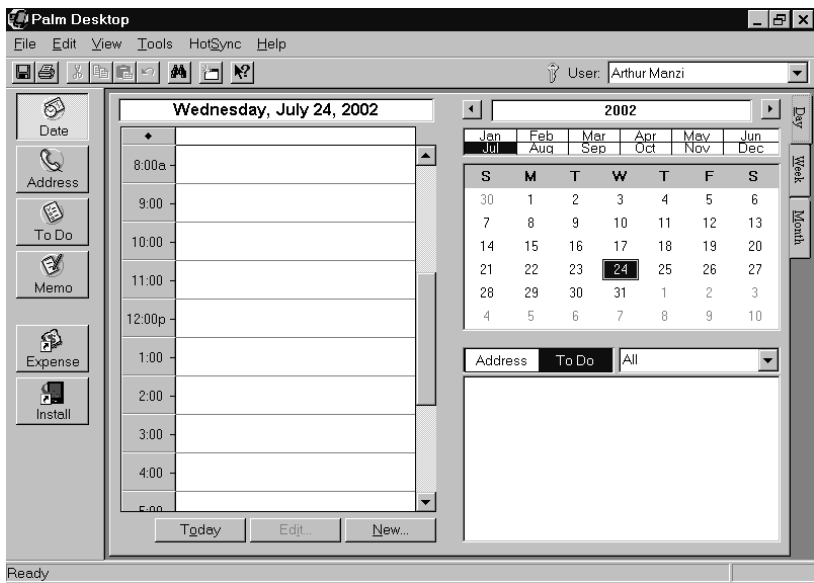 Palm Desktop
File Edit View Tools HotSync Help
User: Arthur Manzi
Date
Address
To Do
Memo
Expense
Install
Wednesday, July 24, 2002
8:00a
9:00
10:00
11:00
12:00p
1:00
2:00
3:00
4:00
5:00
Today Edit... New...
2002
Jan Feb Mar Apr May Jun
Jul Aug Sep Oct Nov Dec
S M T W T F S
30 1 2 3 4 5 6
7 8 9 10 11 12 13
14 15 16 17 18 19 20
21 22 23 24 25 26 27
28 29 30 31 1 2 3
4 5 6 7 8 9 10
Address To Do All
Day
Week
Month
Ready